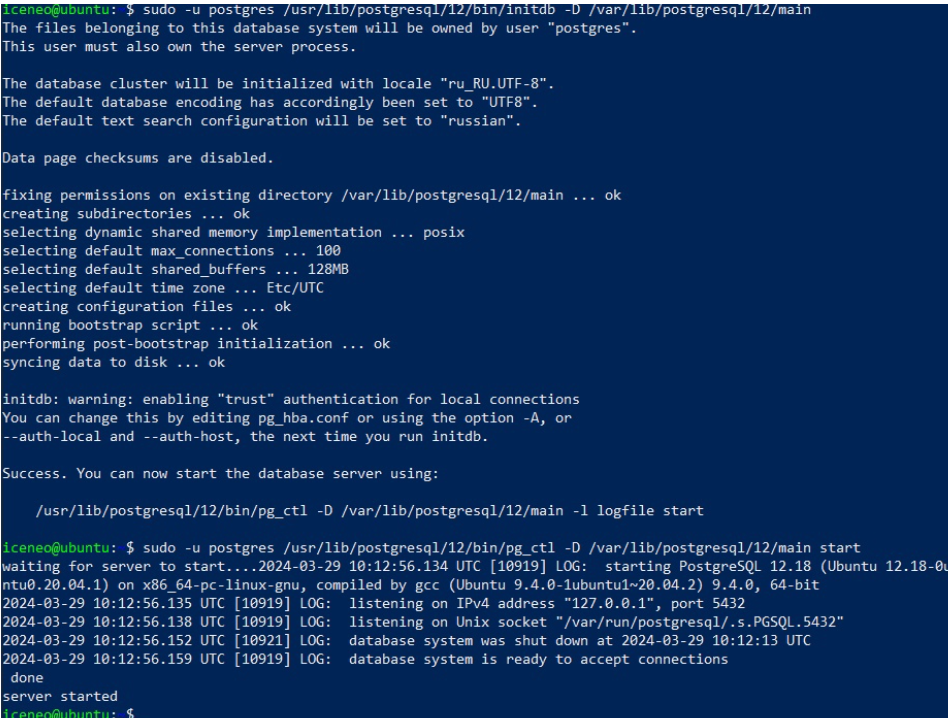 iceneo@ubuntu: $ sudo -u postgres /usr/lib/postgresql/12/bin/initdb -D /var/lib/postgresql/12/main
The files belonging to this database system will be owned by user "postgres".
This user must also own the server process.
The database cluster will be initialized with locale "ru_RU.UTF-8".
The default database encoding has accordingly been set to "UTF8".
The default text search configuration will be set to "russian".
Data page checksums are disabled.
fixing permissions on existing directory /var/lib/postgresql/12/main ... ok
creating subdirectories ... ok
selecting dynamic shared memory implementation ... posix
selecting default max_connections ... 100
selecting default shared_buffers ... 128MB
selecting default time zone ... Etc/UTC
creating configuration files ... ok
running bootstrap script ... ok
performing post-bootstrap initialization ... ok
syncing data to disk ... ok
initdb: warning: enabling "trust" authentication for local connections
You can change this by editing pg_hba.conf or using the option -A, or
--auth-local and --auth-host, the next time you run initdb.
Success. You can now start the database server using:
/usr/lib/postgresql/12/bin/pg_ctl -D /var/lib/postgresql/12/main -l logfile start
iceneo@ubuntu: $ sudo -u postgres /usr/lib/postgresql/12/bin/pg_ctl -D /var/lib/postgresql/12/main start
waiting for server to start....2024-03-29 10:12:56.134 UTC [10919] LOG:  starting PostgreSQL 12.18 (Ubuntu 12.18-0u
ntu0.20.04.1) on x86_64-pc-linux-gnu, compiled by gcc (Ubuntu 9.4.0-1ubuntu1~20.04.2) 9.4.0, 64-bit
2024-03-29 10:12:56.135 UTC [10919] LOG:  listening on IPv4 address "127.0.0.1", port 5432
2024-03-29 10:12:56.138 UTC [10919] LOG:  listening on Unix socket "/var/run/postgresql/.s.PGSQL.5432"
2024-03-29 10:12:56.152 UTC [10921] LOG:  database system was shut down at 2024-03-29 10:12:13 UTC
2024-03-29 10:12:56.159 UTC [10919] LOG:  database system is ready to accept connections
done
server started
iceneo@ubuntu: $